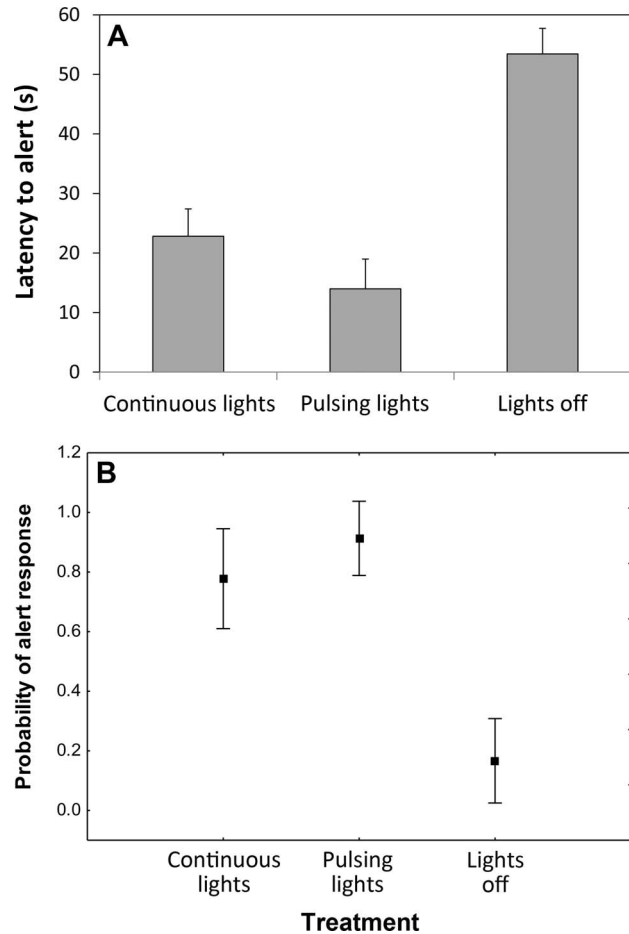 A
Latency to alert (s)
60
50
40
30
20
10
0
Continuous lights
Pulsing lights
Lights off
B
Probability of alert response
1.2
1.0
0.8
0.6
0.4
0.2
0.0
Continuous
lights
Pulsing
lights
Lights
off
Treatment